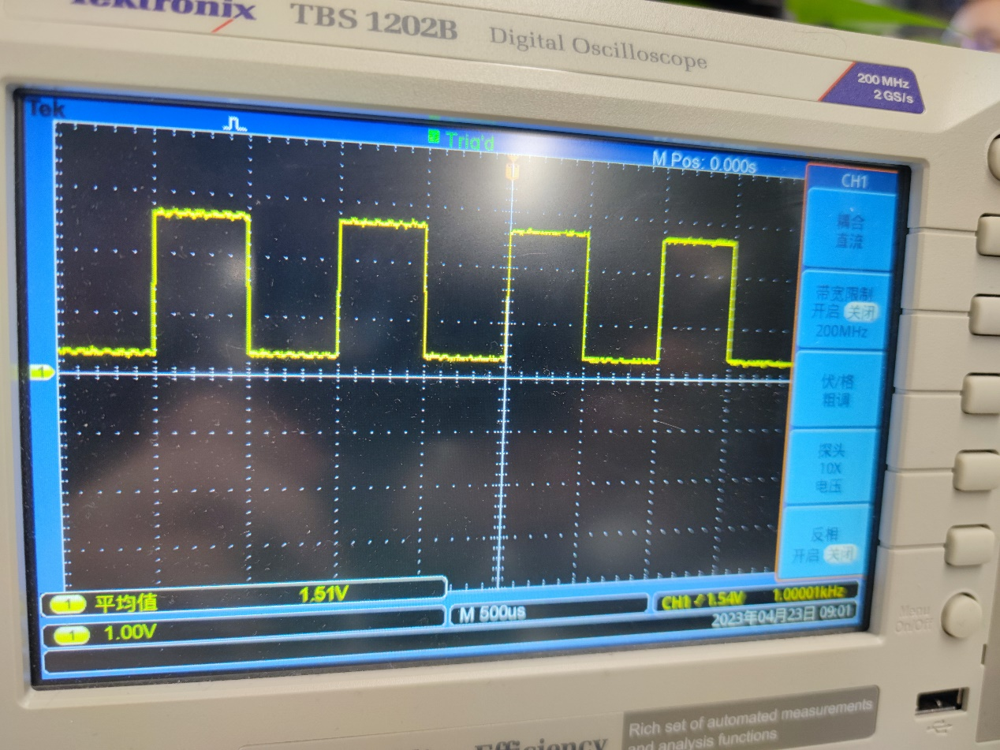 Tektronix TBS 1202B Digital Oscilloscope
200 MHz
2 GS/s
Tek
Trig'd
M Pos: 0.000s
CH1
耦合
直流
带宽限制
开启 关闭
200MHz
伏/格
粗调
探头
10X
电压
反相
开启 关闭
1
1 平均值 1.51V
1 1.00V
M 500us
CH1 / 1.54V 1.00001kHz
2023年04月23日 09:01
Menu
On/Off
Efficiency
Rich set of automated measurements
and analysis functions